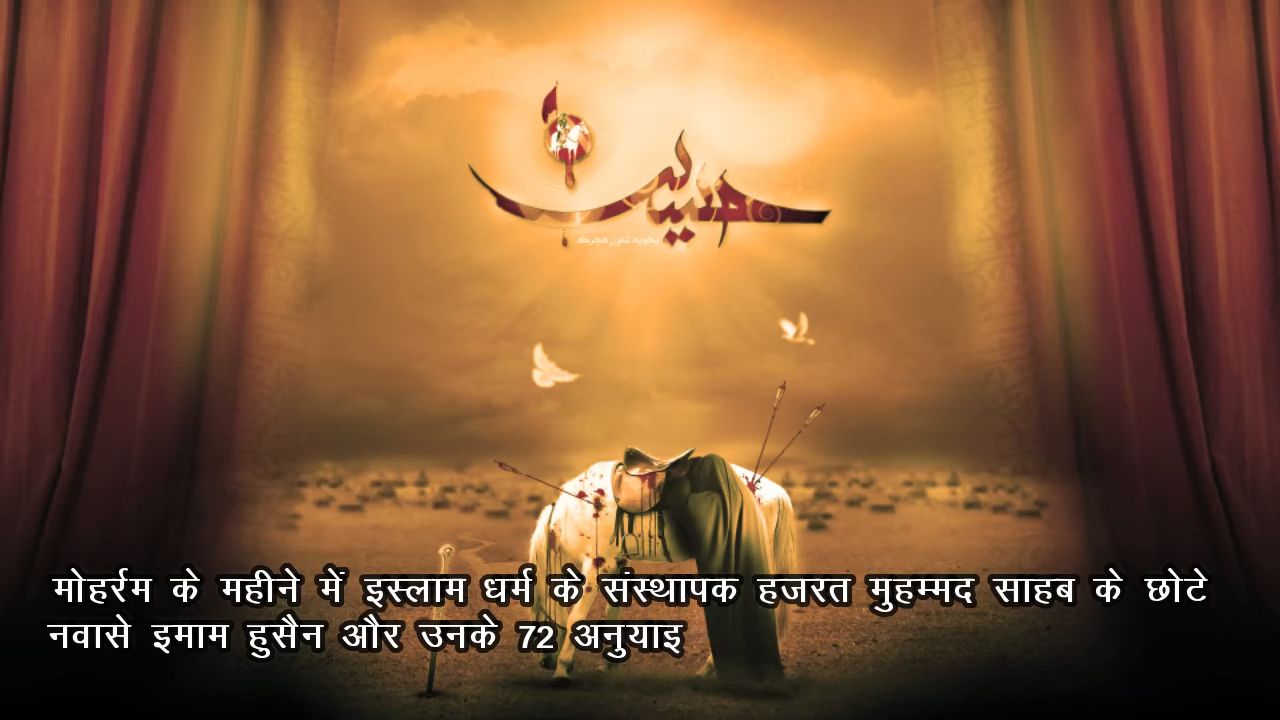 मोहर्रम के महीने में इस्लाम धर्म के संस्थापक हजरत मुहम्मद साहब के छोटे
नवासे इमाम हुसैन और उनके 72 अनुयाइ